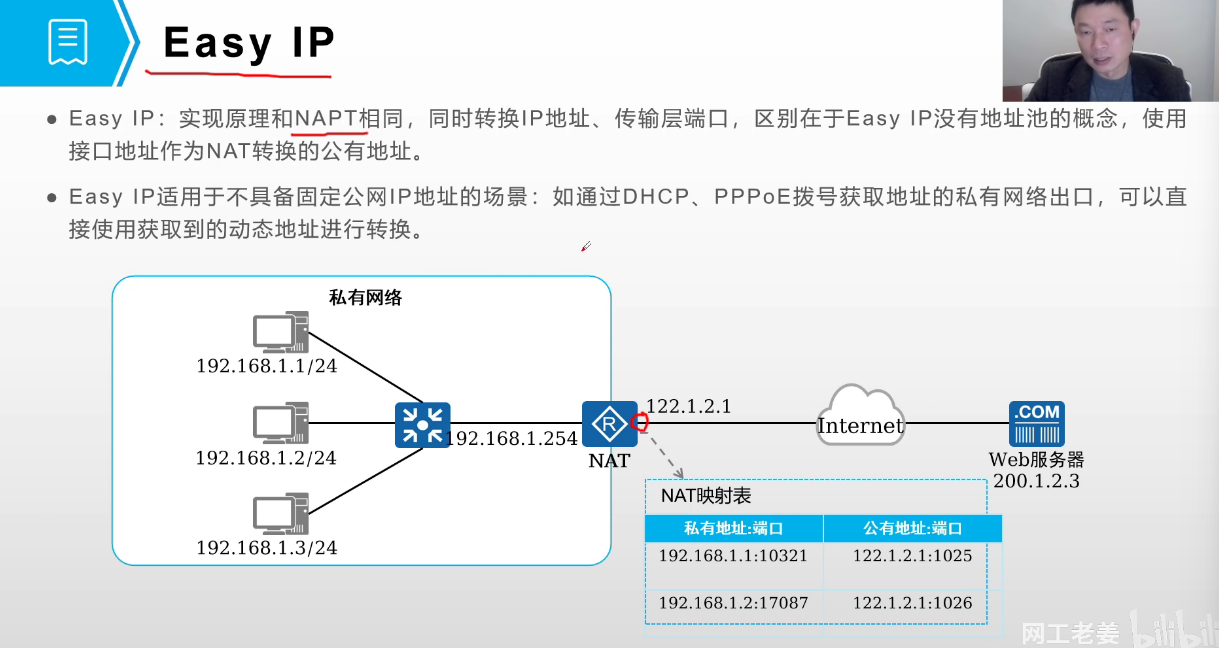 Easy IP
Easy IP：实现原理和NAPT相同，同时转换IP地址、传输层端口，区别在于Easy IP没有地址池的概念，使用
接口地址作为NAT转换的公有地址。
Easy IP适用于不具备固定公网IP地址的场景：如通过DHCP、PPPoE拨号获取地址的私有网络出口，可以直
接使用获取到的动态地址进行转换。
私有网络
192.168.1.1/24
192.168.1.2/24
192.168.1.3/24
192.168.1.254
R
NAT
122.1.2.1
Internet
.COM
Web服务器
200.1.2.3
NAT映射表
私有地址:端口 公有地址:端口
192.168.1.1:10321 122.1.2.1:1025
192.168.1.2:17087 122.1.2.1:1026
网工老姜 bilibili